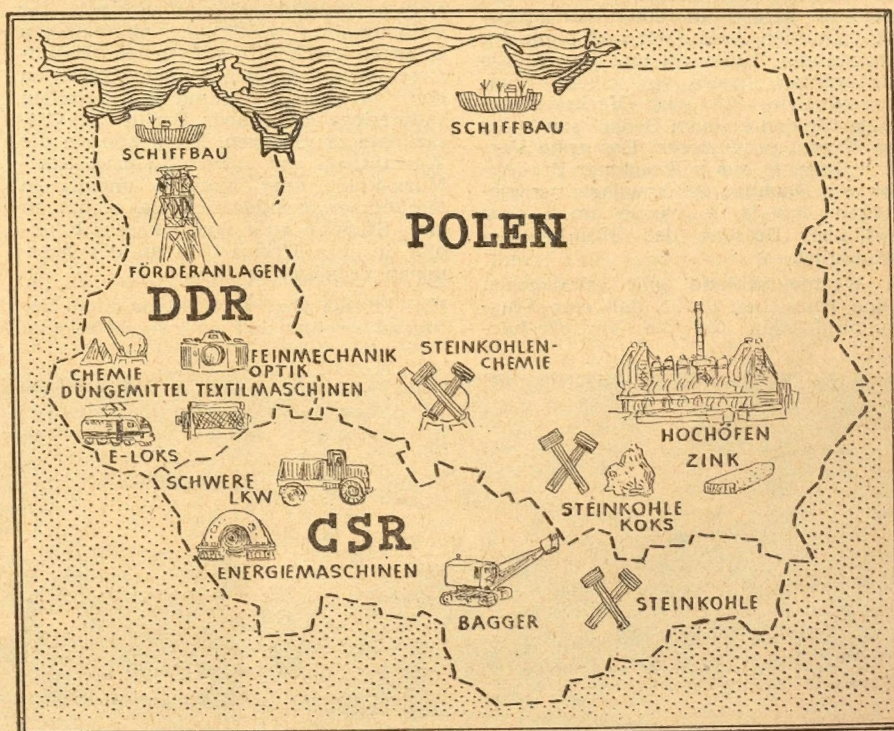 SCHIFFBAU
SCHIFFBAU
POLEN
FÖRDERANLAGEN
DDR
CHEMIE
DÜNGEMITTEL
FEINMECHANIK
OPTIK
TEXTILMASCHINEN
E-LOKS
STEINKOHLEN-
CHEMIE
HOCHÖFEN
ZINK
STEINKOHLE
KOKS
SCHWERE
LKW
CSR
ENERGIEMASCHINEN
BAGGER
STEINKOHLE